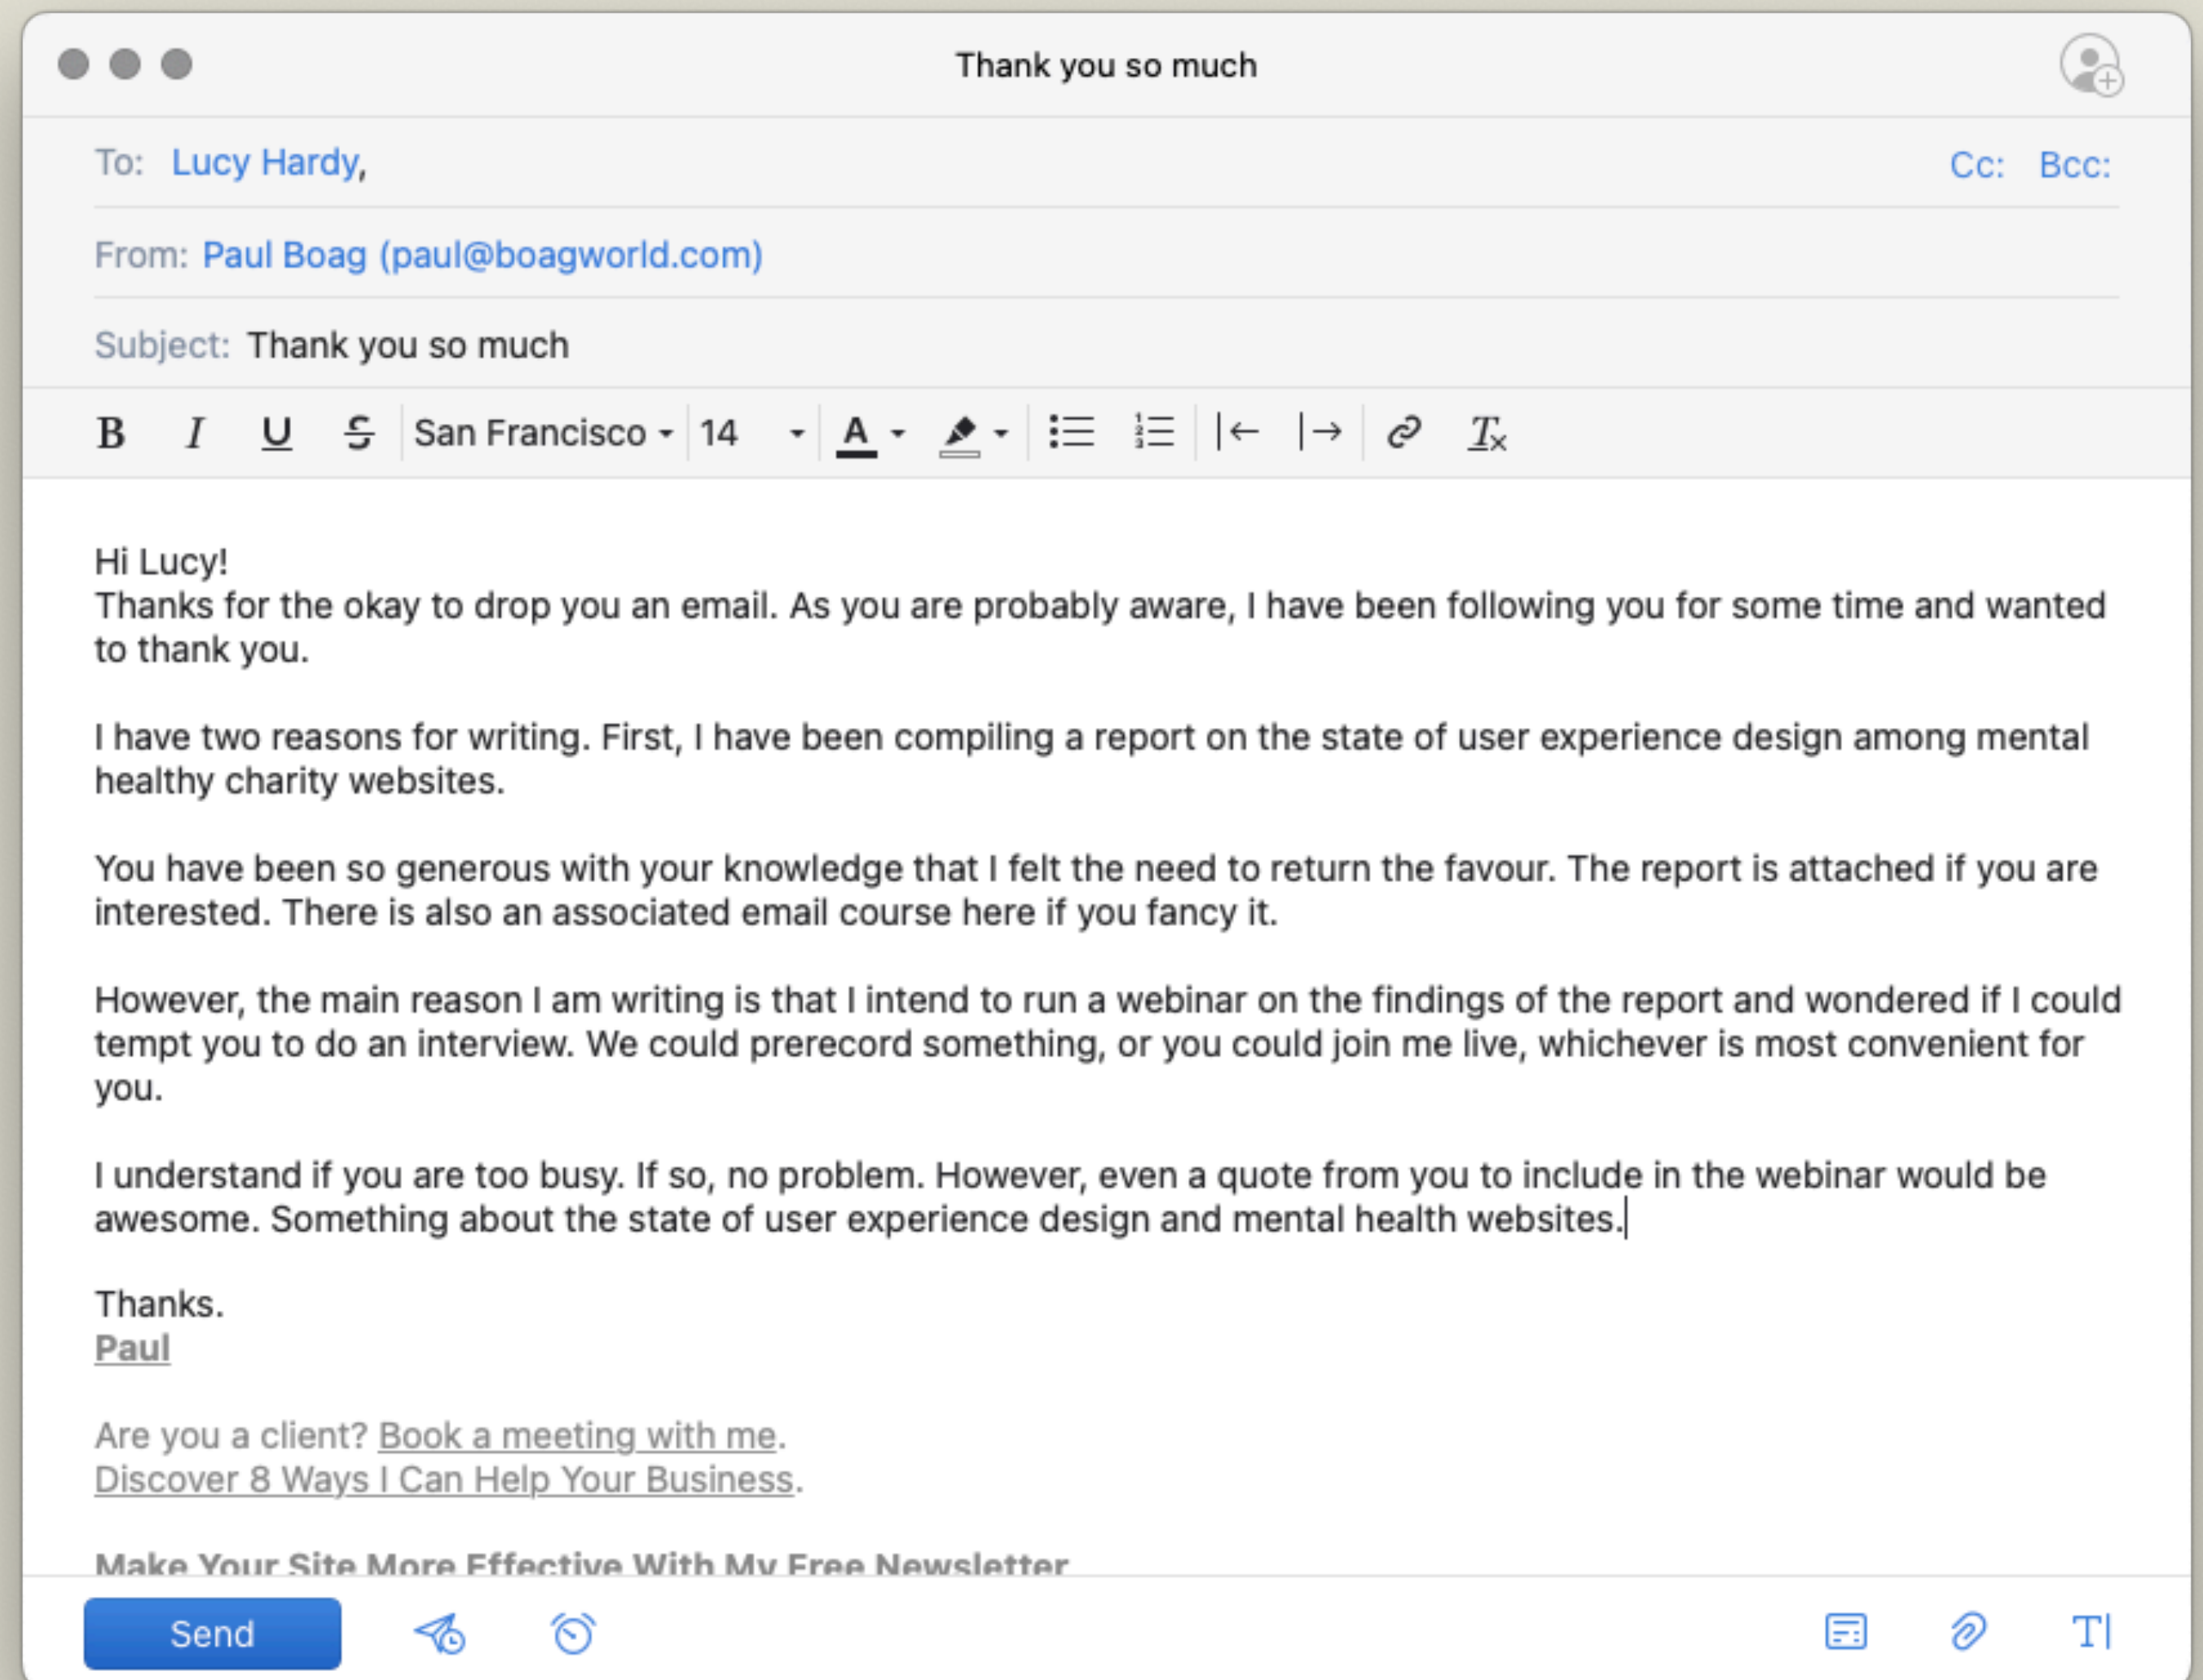 Thank you so much
To: Lucy Hardy,
Cc: Bcc:
From: Paul Boag (paul@boagworld.com)
Subject: Thank you so much
B I U S San Francisco 14 A T
Hi Lucy!
Thanks for the okay to drop you an email. As you are probably aware, I have been following you for some time and wanted
to thank you.
I have two reasons for writing. First, I have been compiling a report on the state of user experience design among mental
healthy charity websites.
You have been so generous with your knowledge that I felt the need to return the favour. The report is attached if you are
interested. There is also an associated email course here if you fancy it.
However, the main reason I am writing is that I intend to run a webinar on the findings of the report and wondered if I could
tempt you to do an interview. We could prerecord something, or you could join me live, whichever is most convenient for
you.
I understand if you are too busy. If so, no problem. However, even a quote from you to include in the webinar would be
awesome. Something about the state of user experience design and mental health websites.
Thanks.
Paul
Are you a client? Book a meeting with me.
Discover 8 Ways I Can Help Your Business.
Make Your Site More Effective With My Free Newsletter
Send
T